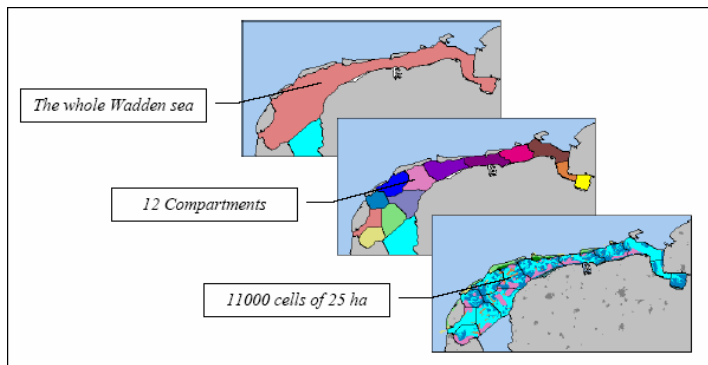 The whole Wadden sea
12 Compartments
11000 cells of 25 ha